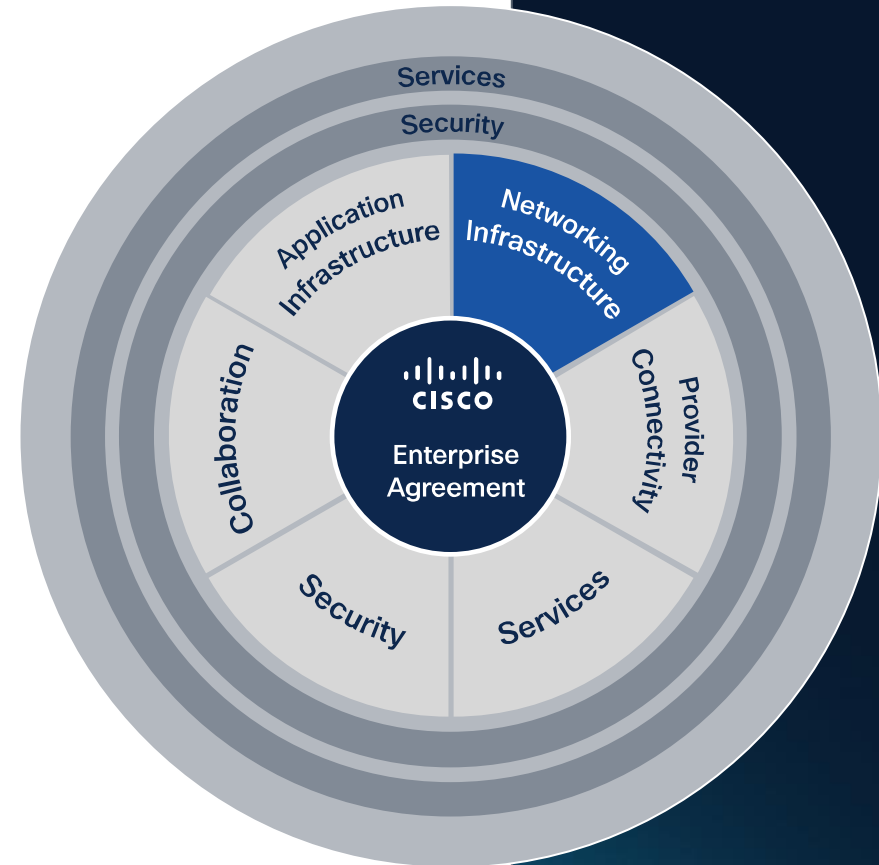 Services
Security
Application
Infrastructure
Networking
Infrastructure
Provider
Connectivity
Services
Security
Collaboration
CISCO
Enterprise
Agreement